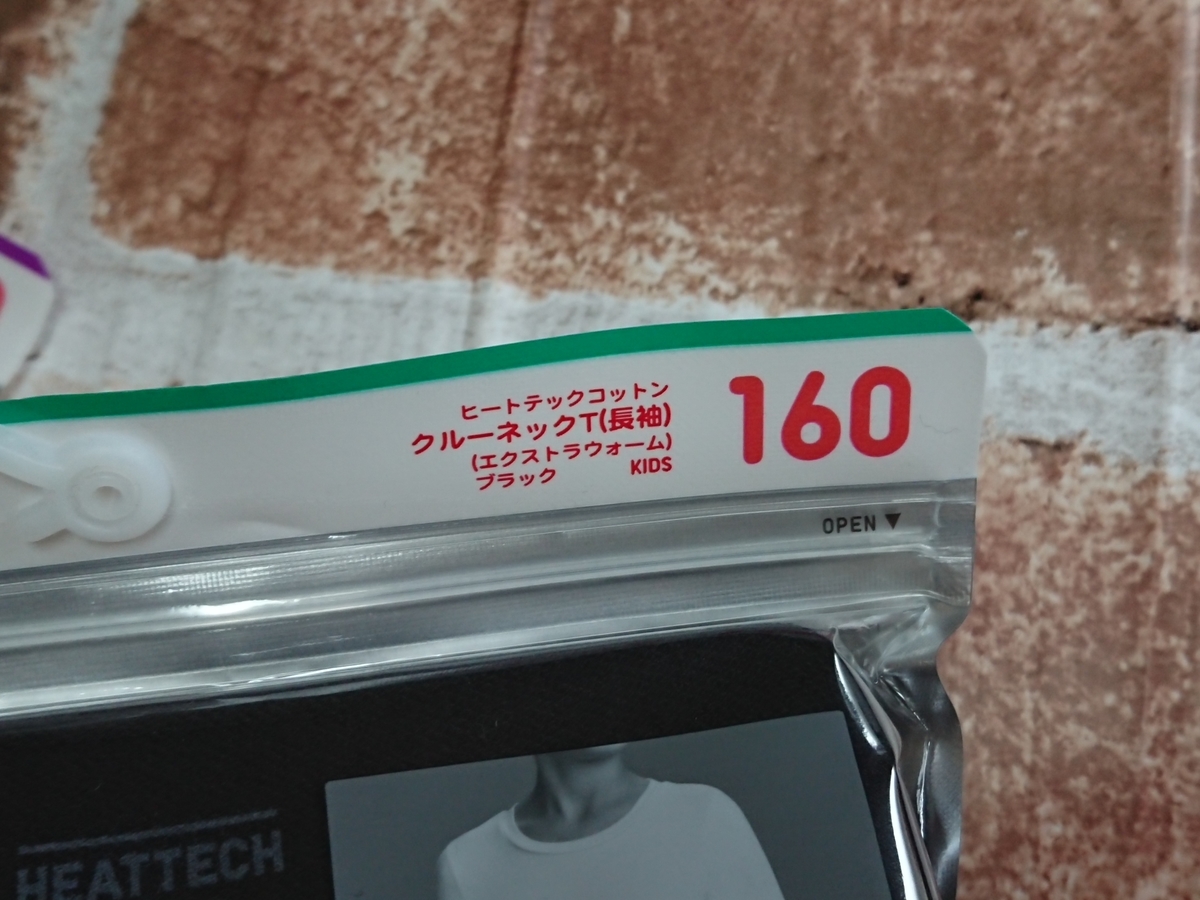 ヒートテックコットン
クルーネックT(長袖)
(エクストラウォーム)
ブラック KIDS
160
OPEN ▼
HEATTECH